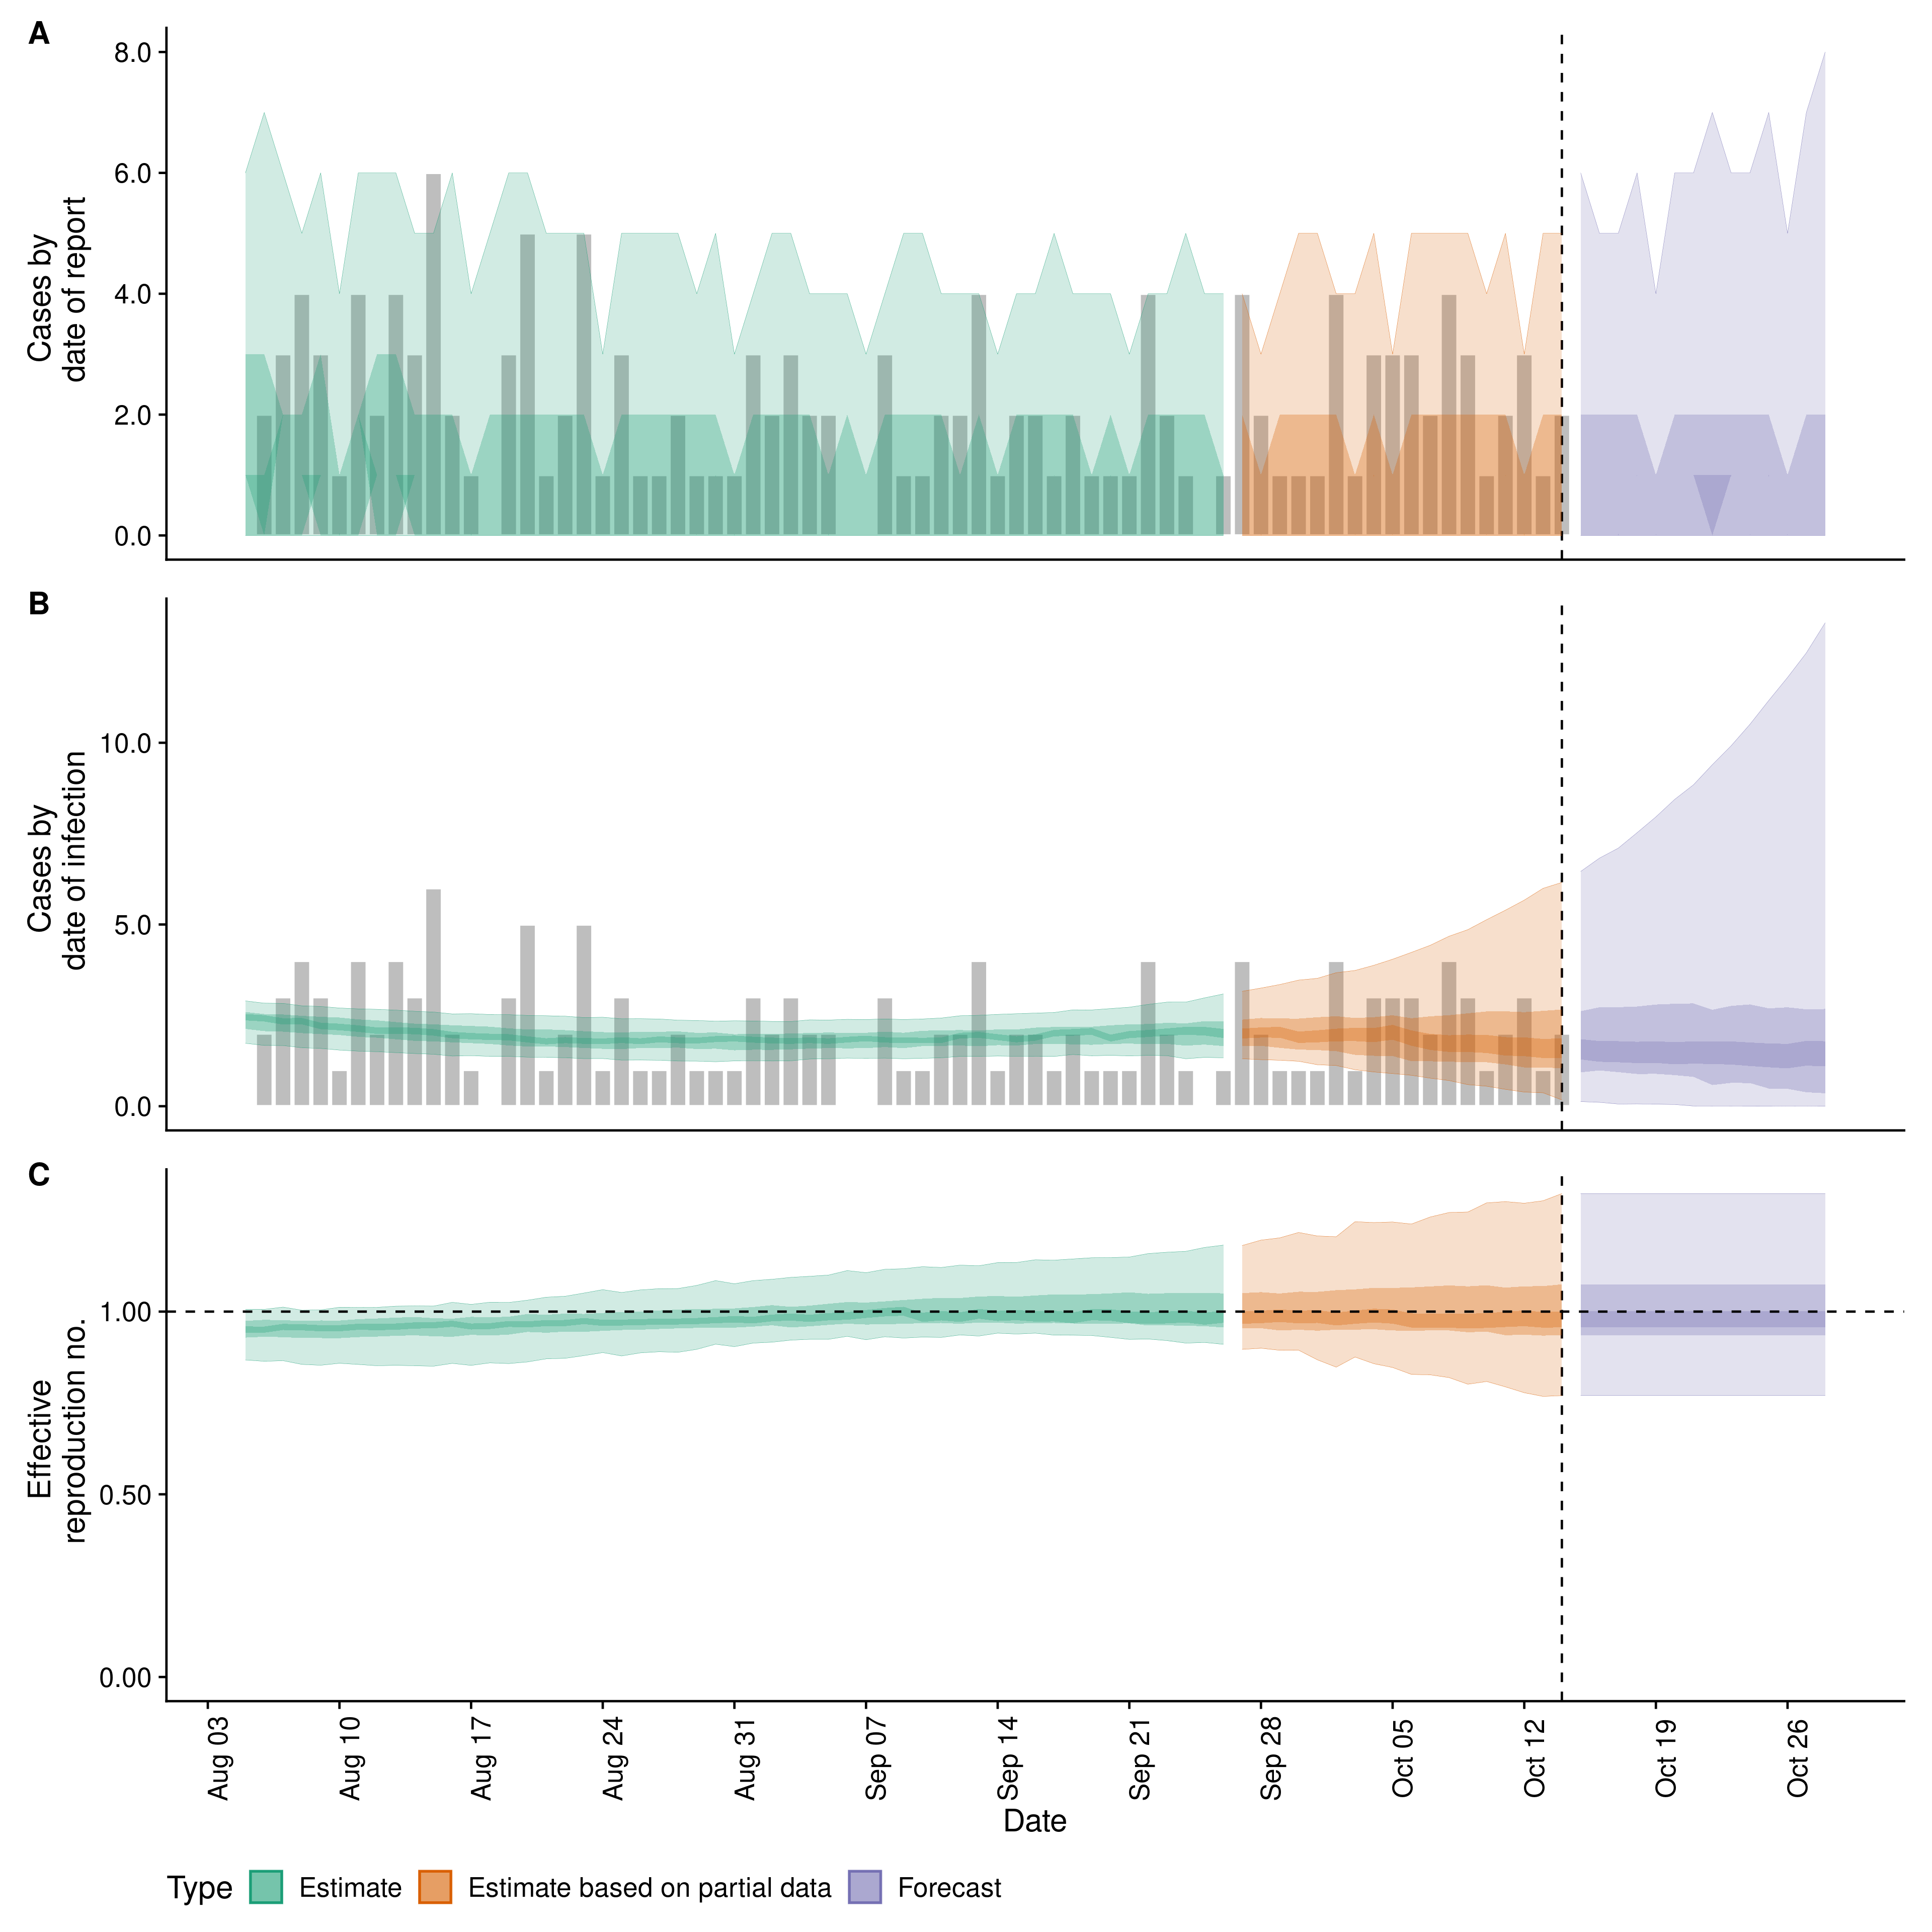 A
8.0
6.0
4.0
2.0
0.0
Cases by
date of report
B
10.0
5.0
0.0
Cases by
date of infection
C
1.00
0.50
0.00
Effective
reproduction no.
Aug 03
Aug 10
Aug 17
Aug 24
Aug 31
Sep 07
Sep 14
Sep 21
Sep 28
Oct 05
Oct 12
Oct 19
Oct 26
Date
Type Estimate Estimate based on partial data Forecast